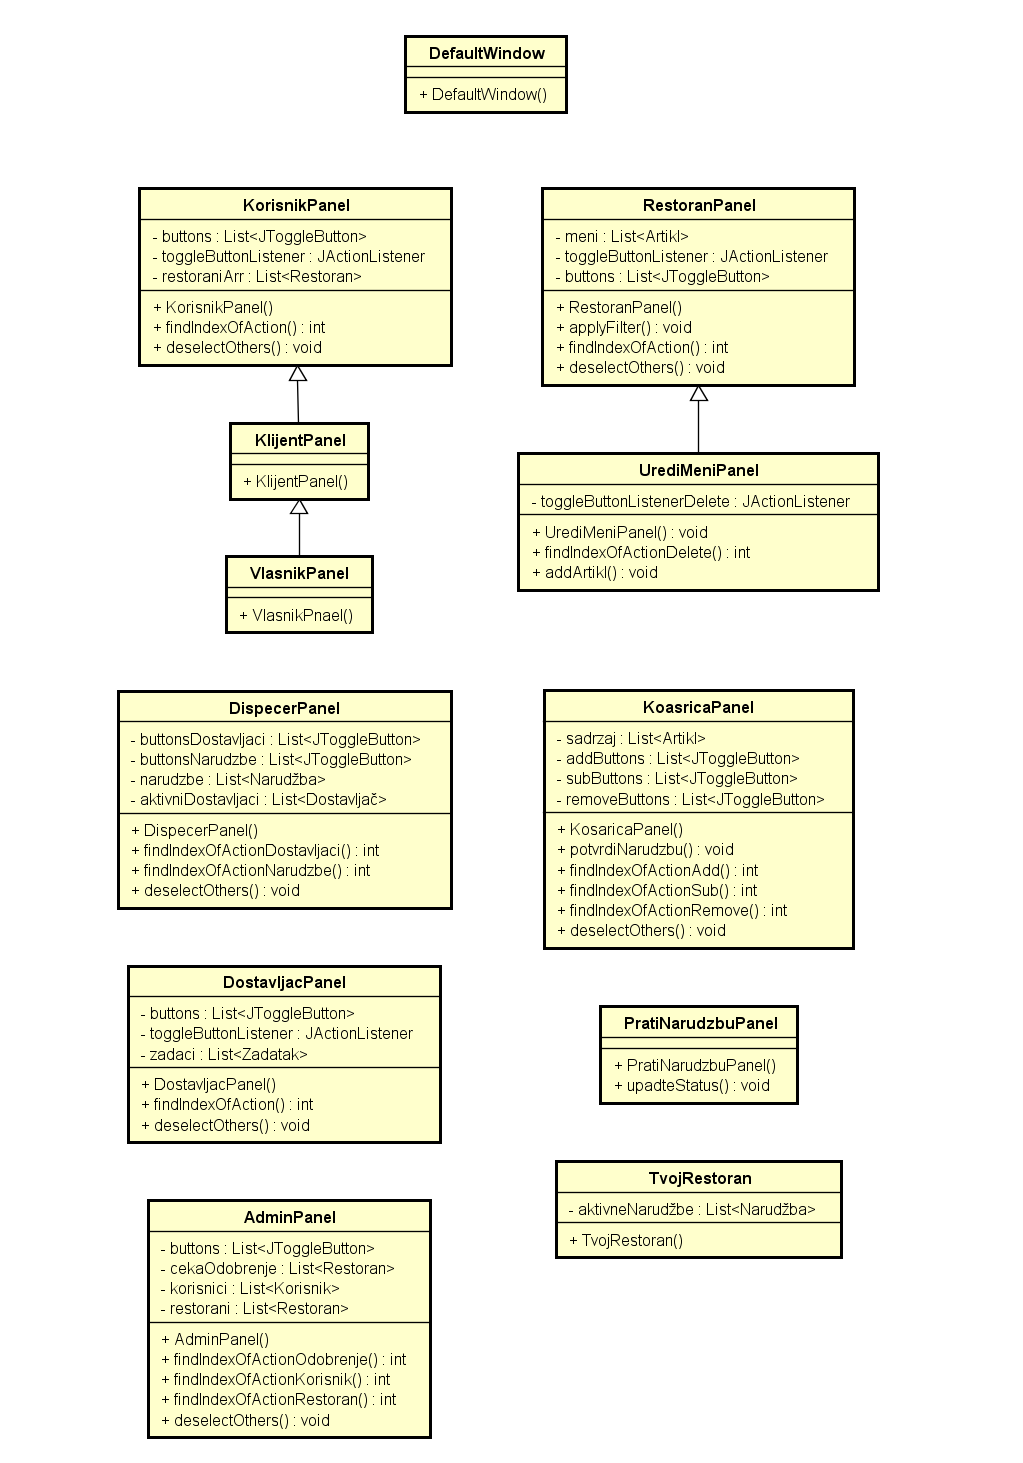 DefaultWindow
+ DefaultWindow()
KorisnikPanel
- buttons : List<JToggleButton>
- toggleButtonListener : JActionListener
- restoraniArr : List<Restoran>
+ KorisnikPanel()
+ findIndexOfAction() : int
+ deselectOthers() : void
RestoranPanel
- meni : List<Artikl>
- toggleButtonListener : JActionListener
- buttons : List<JToggleButton>
+ RestoranPanel()
+ applyFilter() : void
+ findIndexOfAction() : int
+ deselectOthers() : void
KlijentPanel
+ KlijentPanel()
UrediMeniPanel
- toggleButtonListenerDelete : JActionListener
+ UrediMeniPanel() : void
+ findIndexOfActionDelete() : int
+ addArtikl() : void
VlasnikPanel
+ VlasnikPnael()
DispecerPanel
- buttonsDostavljaci : List<JToggleButton>
- buttonsNarudzbe : List<JToggleButton>
- narudzbe : List<Narudžba>
- aktivniDostavljaci : List<Dostavljač>
+ DispecerPanel()
+ findIndexOfActionDostavljaci() : int
+ findIndexOfActionNarudzbe() : int
+ deselectOthers() : void
KoasricaPanel
- sadrzaj : List<Artikl>
- addButtons : List<JToggleButton>
- subButtons : List<JToggleButton>
- removeButtons : List<JToggleButton>
+ KosaricaPanel()
+ potvrdiNarudzbu() : void
+ findIndexOfActionAdd() : int
+ findIndexOfActionSub() : int
+ findIndexOfActionRemove() : int
+ deselectOthers() : void
DostavljacPanel
- buttons : List<JToggleButton>
- toggleButtonListener : JActionListener
- zadaci : List<Zadatak>
+ DostavljacPanel()
+ findIndexOfAction() : int
+ deselectOthers() : void
PratiNarudzbuPanel
+ PratiNarudzbuPanel()
+ upadteStatus() : void
TvojRestoran
- aktivneNarudžbe : List<Narudžba>
+ TvojRestoran()
AdminPanel
- buttons : List<JToggleButton>
- cekaOdobrenje : List<Restoran>
- korisnici : List<Korisnik>
- restorani : List<Restoran>
+ AdminPanel()
+ findIndexOfActionOdobrenje() : int
+ findIndexOfActionKorisnik() : int
+ findIndexOfActionRestoran() : int
+ deselectOthers() : void